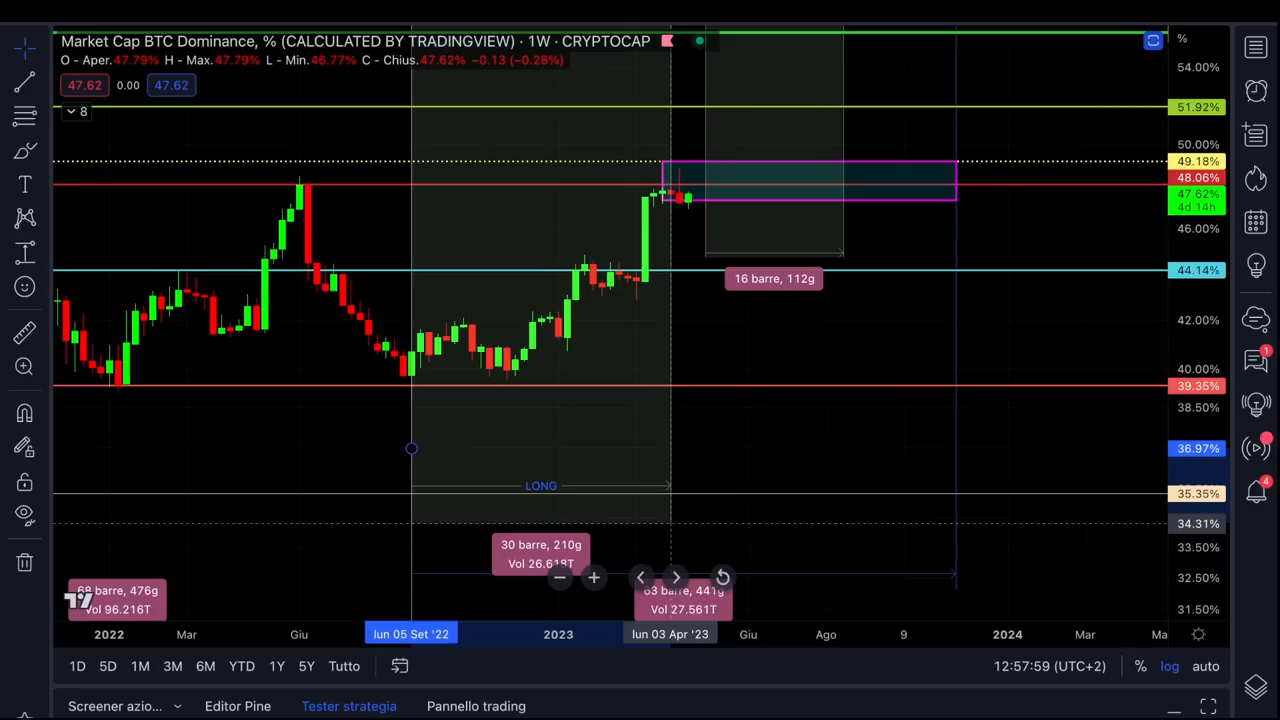 Market Cap BTC Dominance, % (CALCULATED BY TRADINGVIEW) · 1W · CRYPTOCAP
O - Aper.47.79% H - Max.47.79% L - Min.46.77% C - Chius.47.62% −0.13 (−0.28%)
47.62 0.00 47.62
8
%
54.00%
51.92%
50.00%
49.18%
48.06%
47.62%
4d 14h
46.00%
44.14%
42.00%
40.00%
39.35%
38.50%
36.97%
35.35%
34.31%
33.50%
32.50%
31.50%
16 barre, 112g
LONG
30 barre, 210g
Vol 26.618T
68 barre, 476g
Vol 96.216T
63 barre, 441g
Vol 27.561T
1
4
2022 Mar Giu lun 05 Set '22 2023 lun 03 Apr '23 Giu Ago 9 2024 Mar Ma
1D 5D 1M 3M 6M YTD 1Y 5Y Tutto 12:57:59 (UTC+2) % log auto
Screener azio... Editor Pine Tester strategia Pannello trading